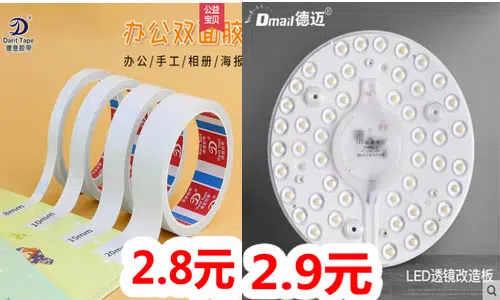 Darit Tape
德意胶带
公益
宝贝
办公双面胶
办公/手工/相册/海报
8mm
10mm
15mm
20mm
2.8元
Dmail德迈
LED透镜改造板
2.9元